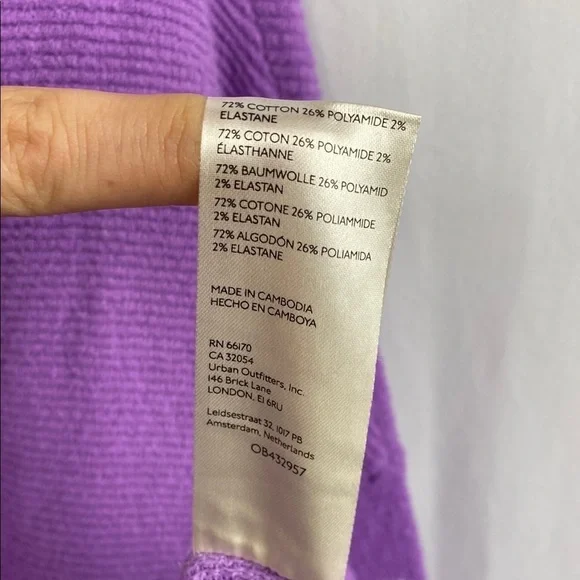 72% COTTON 26% POLYAMIDE 2%
ELASTANE
72% COTON 26% POLYAMIDE 2%
ÉLASTHANNE
72% BAUMWOLLE 26% POLYAMID
2% ELASTAN
72% COTONE 26% POLIAMMIDE
2% ELASTAN
72% ALGODÓN 26% POLIAMIDA
2% ELASTANE
MADE IN CAMBODIA
HECHO EN CAMBOYA
RN 66170
CA 32054
Urban Outfitters, Inc.
146 Brick Lane
LONDON, E1 6RU
Leidsestraat 32, 1017 PB
Amsterdam, Netherlands
OB432957